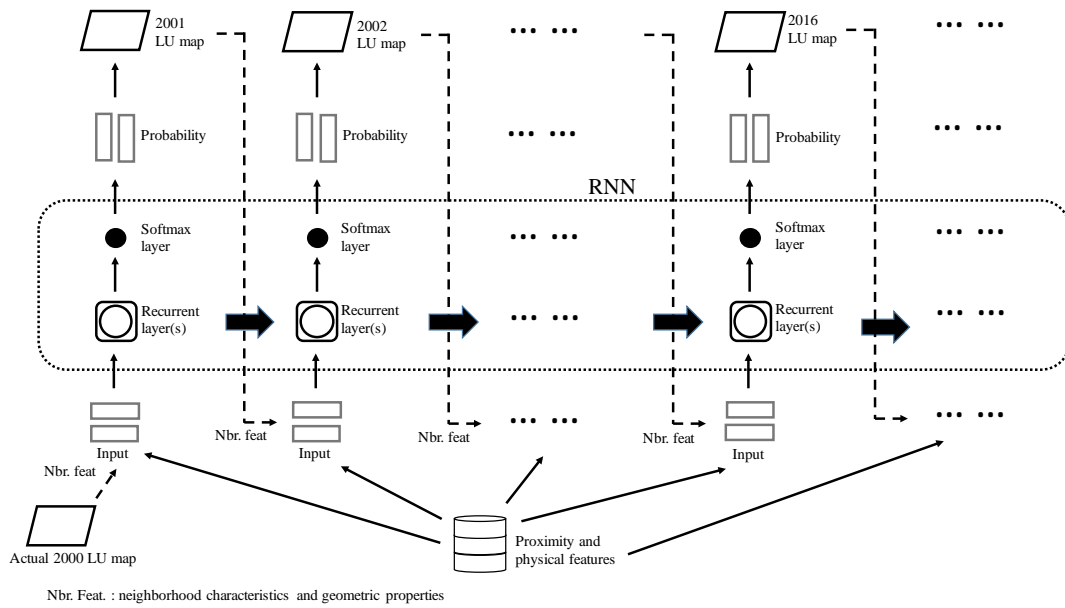 2001
LU map
2002
LU map
... ...
2016
LU map
... ...
Probability
Probability
... ...
Probability
... ...
RNN
Softmax
layer
Softmax
layer
... ...
Softmax
layer
... ...
Recurrent
layer(s)
Recurrent
layer(s)
... ...
Recurrent
layer(s)
... ...
Nbr. feat
Nbr. feat
... ...
Nbr. feat
... ...
Input
Input
Input
Nbr. feat
Actual 2000 LU map
Proximity and
physical features
Nbr. Feat. : neighborhood characteristics and geometric properties